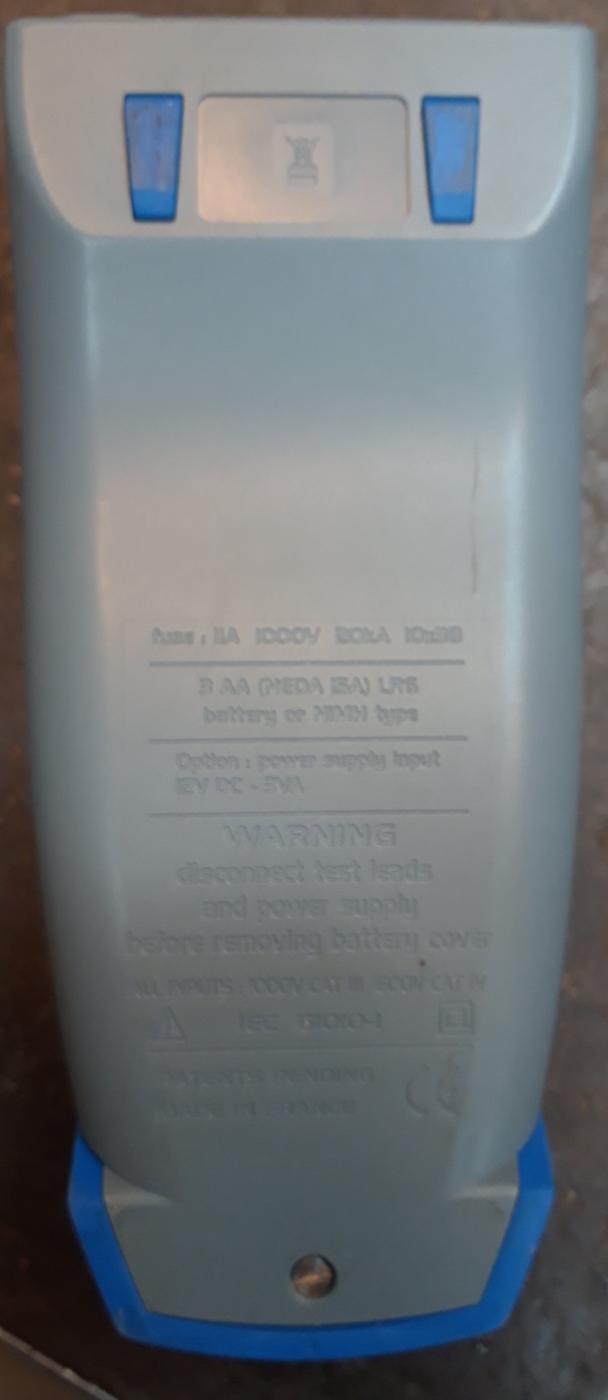 fuse : 11A 1000V 20kA 10x38
3 AA (NEDA 15A) LR6
battery or NIMH type
Option : power supply input
12V DC - 5VA
WARNING
disconnect test leads
and power supply
before removing battery cover
ALL INPUTS : 1000V CAT III 600V CAT IV
IEC 61010-1
PATENTS PENDING
MADE IN FRANCE
CE